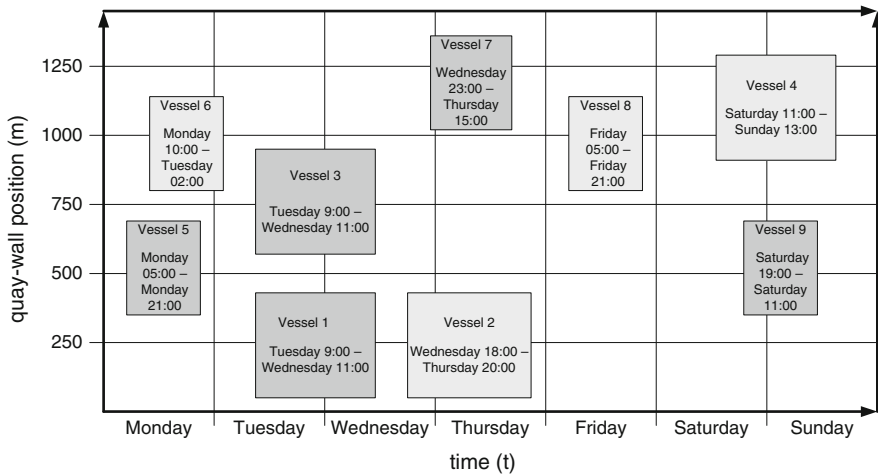 quay-wall position (m)
1250
1000
750
500
250
Vessel 7
Wednesday
23:00 –
Thursday
15:00
Vessel 6
Monday
10:00 –
Tuesday
02:00
Vessel 8
Friday
05:00 –
Friday
21:00
Vessel 4
Saturday 11:00 –
Sunday 13:00
Vessel 3
Tuesday 9:00 –
Wednesday 11:00
Vessel 5
Monday
05:00 –
Monday
21:00
Vessel 9
Saturday
19:00 –
Saturday
11:00
Vessel 1
Tuesday 9:00 –
Wednesday 11:00
Vessel 2
Wednesday 18:00 –
Thursday 20:00
Monday Tuesday Wednesday Thursday Friday Saturday Sunday
time (t)